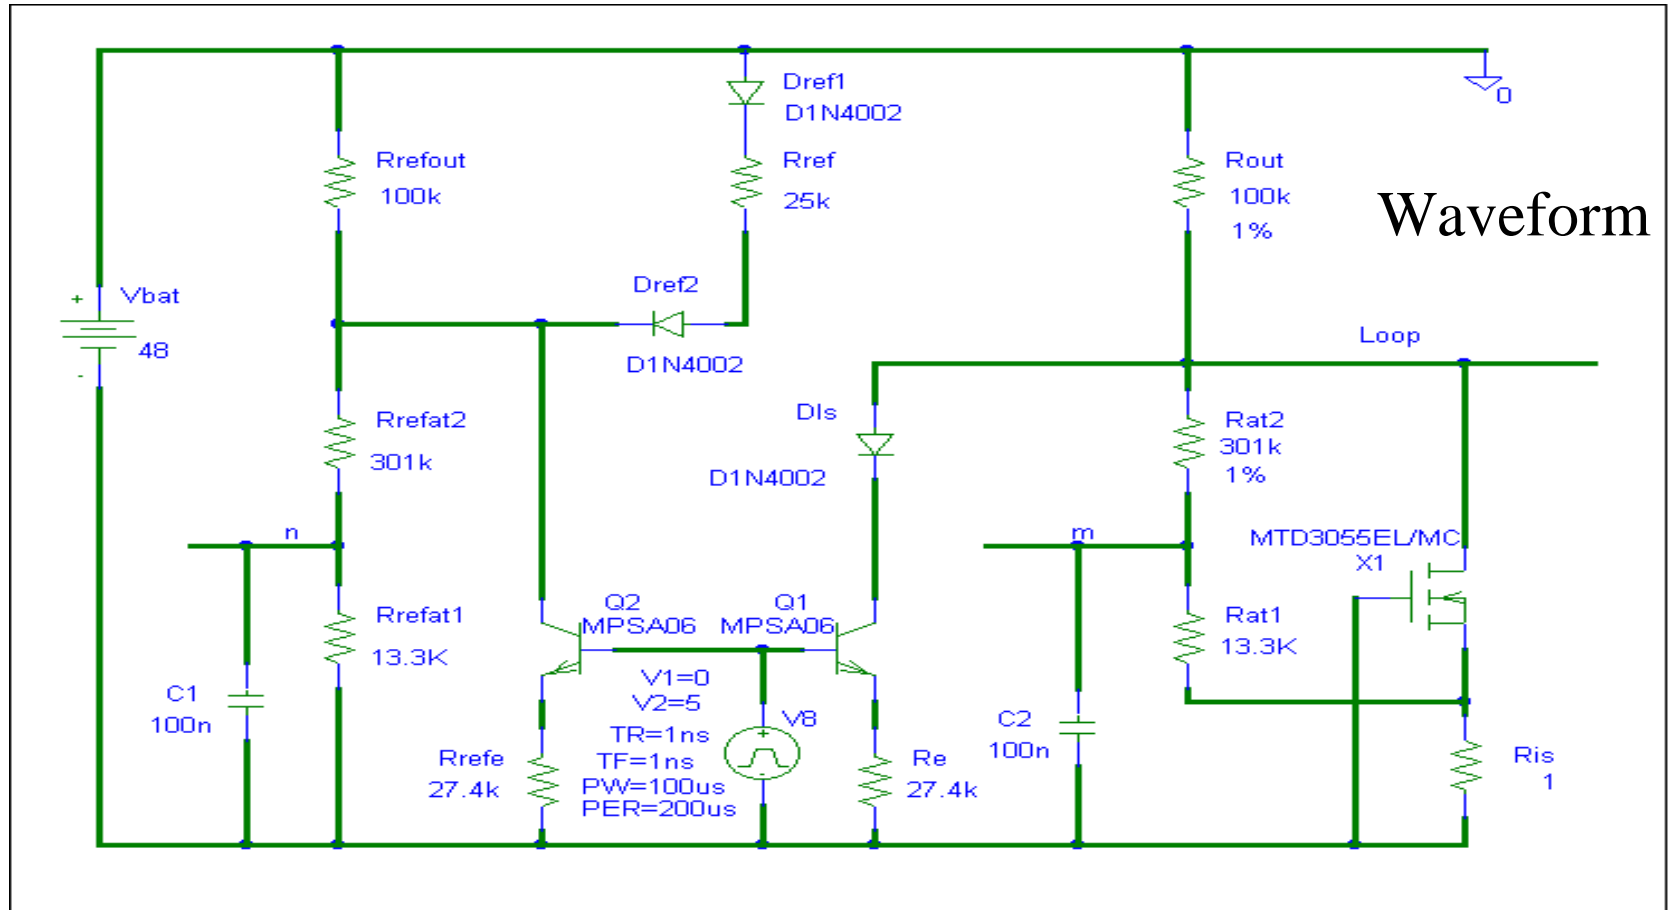 Dref1
D1N4002
0
Rrefout
100k
Rref
25k
Rout
100k
1%
Waveform
+
Vbat
48
-
Dref2
D1N4002
Loop
Rrefat2
301k
Dls
D1N4002
Rat2
301k
1%
n
m
MTD3055EL/MC
X1
Q2
MPSA06
Q1
MPSA06
Rrefat1
13.3K
Rat1
13.3K
V1=0
V2=5
TR=1ns
TF=1ns
PW=100us
PER=200us
V8
+
-
C1
100n
C2
100n
Rrefe
27.4k
Re
27.4k
Ris
1